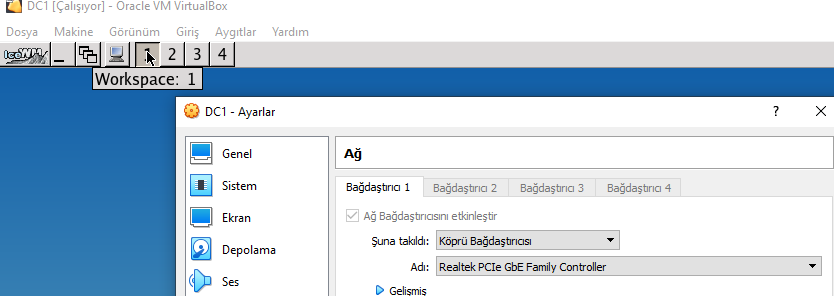 DC1 [Çalışıyor] - Oracle VM VirtualBox
Dosya Makine Görünüm Giriş Aygıtlar Yardım
IceWM 1 2 3 4
Workspace: 1
DC1 - Ayarlar ?
Genel
Sistem
Ekran
Depolama
Ses
Ağ
Bağdaştırıcı 1 Bağdaştırıcı 2 Bağdaştırıcı 3 Bağdaştırıcı 4
Ağ Bağdaştırıcısını etkinleştir
Şuna takıldı: Köprü Bağdaştırıcısı
Adı: Realtek PCIe GbE Family Controller
Gelişmiş